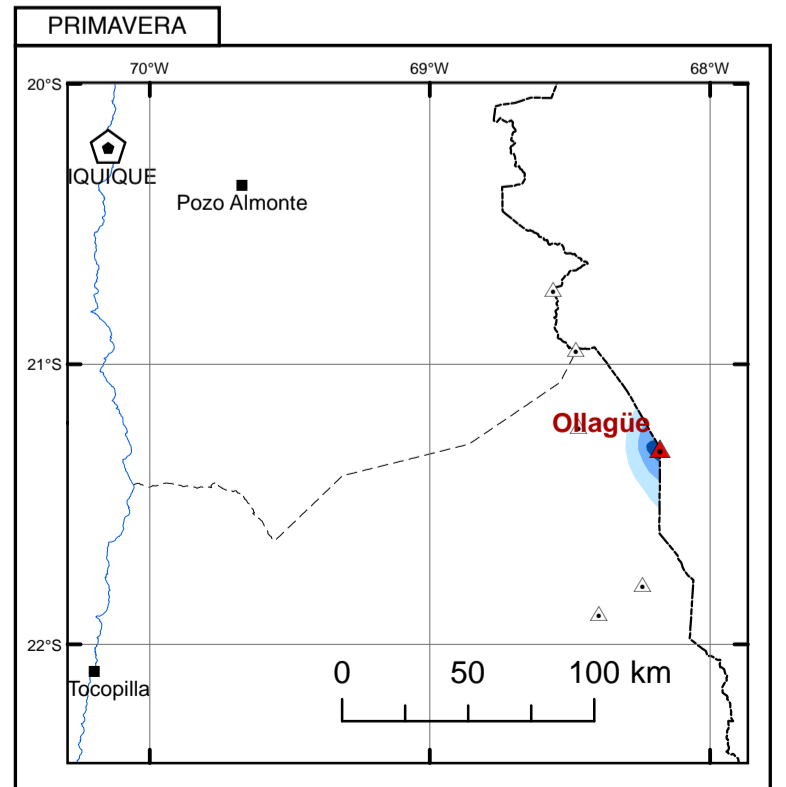 PRIMAVERA
70°W 69°W 68°W
20°S
IQUIQUE
Pozo Almonte
21°S
Ollagüe
22°S
0 50 100 km
Tocopilla